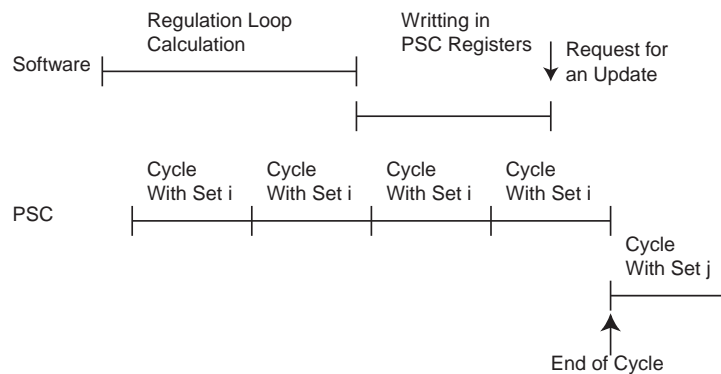 Regulation Loop
Calculation
Writting in
PSC Registers
Request for
an Update
Software
Cycle
With Set i
Cycle
With Set i
Cycle
With Set i
Cycle
With Set i
PSC
Cycle
With Set j
End of Cycle